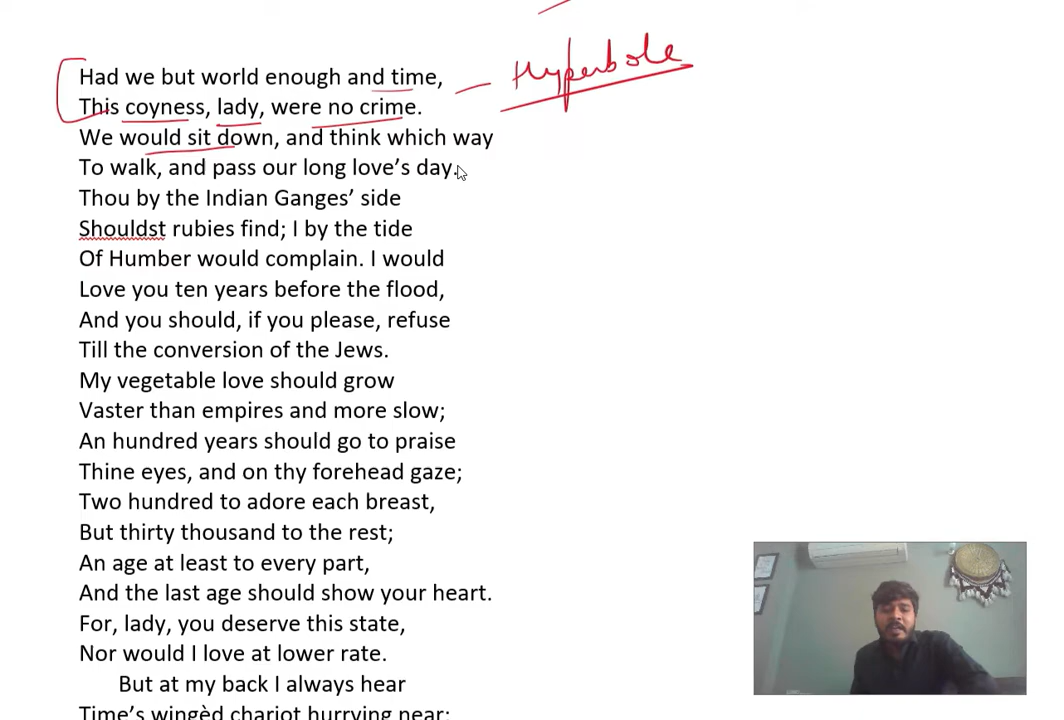 Hyperbole
Had we but world enough and time,
This coyness, lady, were no crime.
We would sit down, and think which way
To walk, and pass our long love’s day.
Thou by the Indian Ganges’ side
Shouldst rubies find; I by the tide
Of Humber would complain. I would
Love you ten years before the flood,
And you should, if you please, refuse
Till the conversion of the Jews.
My vegetable love should grow
Vaster than empires and more slow;
An hundred years should go to praise
Thine eyes, and on thy forehead gaze;
Two hundred to adore each breast,
But thirty thousand to the rest;
An age at least to every part,
And the last age should show your heart.
For, lady, you deserve this state,
Nor would I love at lower rate.
But at my back I always hear
Time’s wingèd chariot hurrying near;